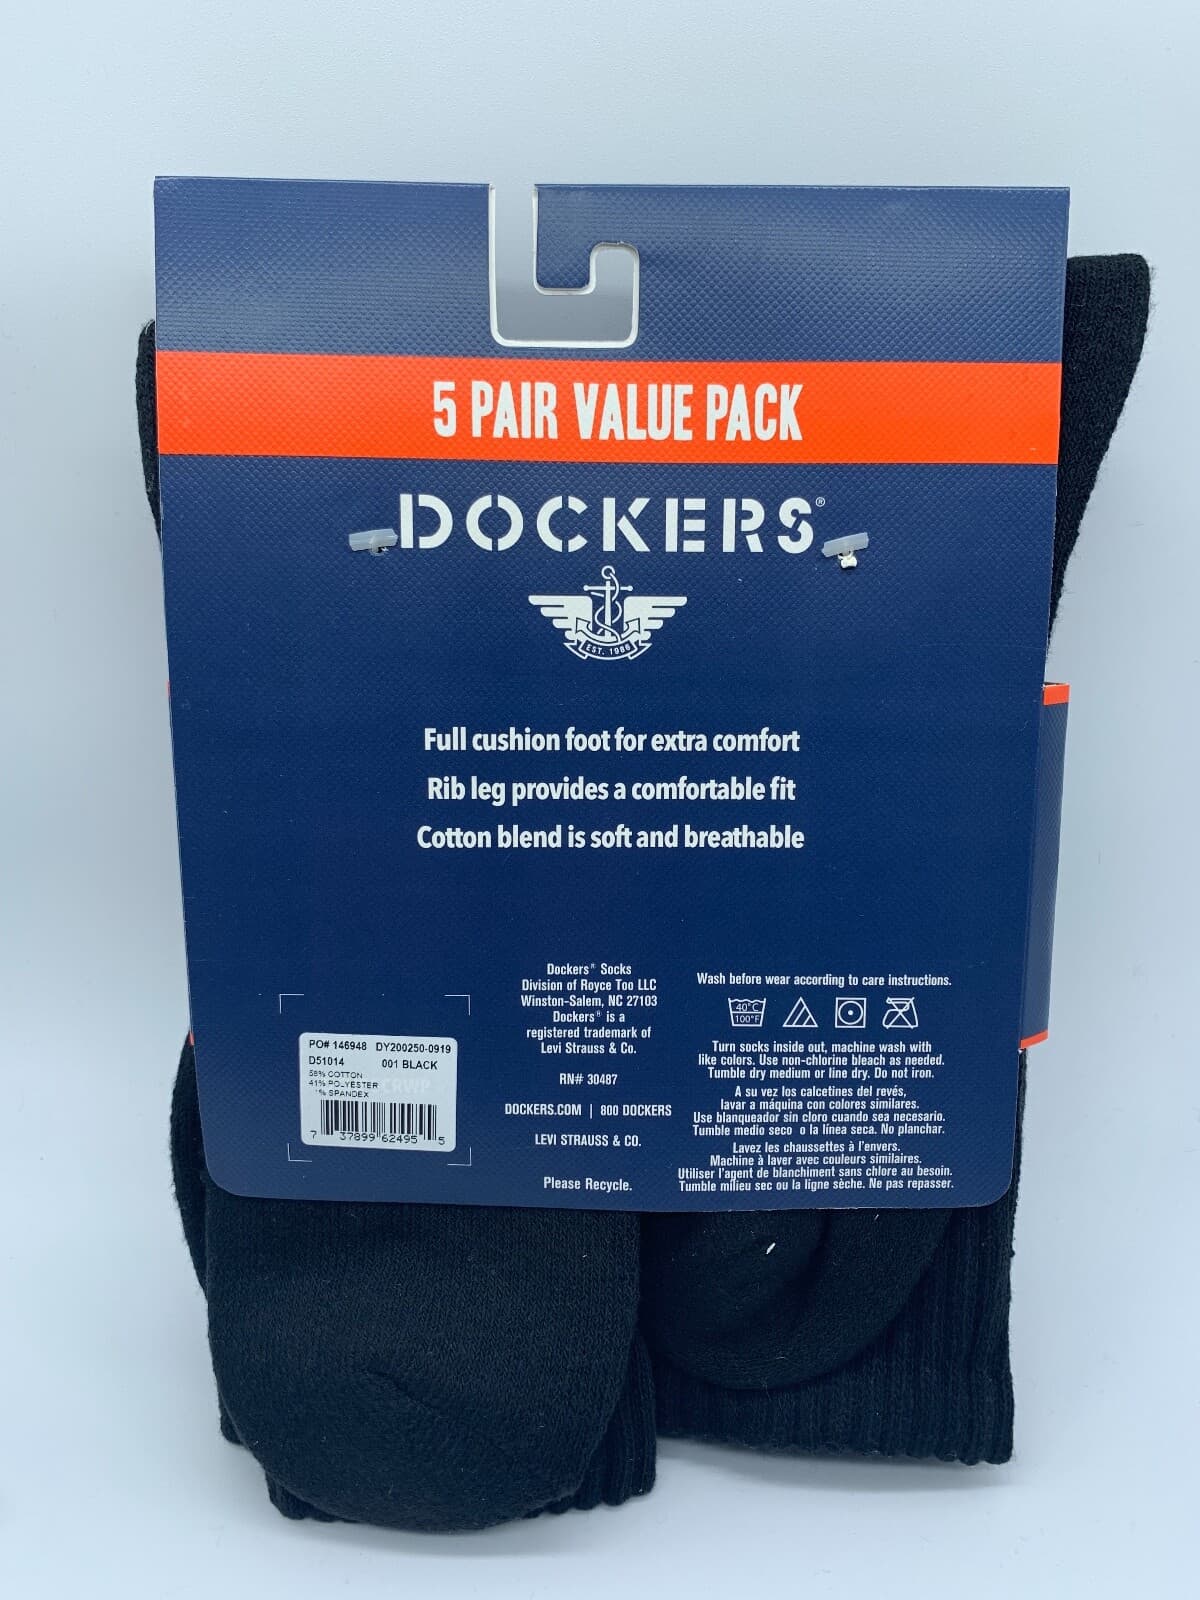 5 PAIR VALUE PACK
DOCKERS®
EST. 1986
Full cushion foot for extra comfort
Rib leg provides a comfortable fit
Cotton blend is soft and breathable
Dockers® Socks
Division of Royce Too LLC
Winston-Salem, NC 27103
Dockers® is a
registered trademark of
Levi Strauss & Co.
RN# 30487
DOCKERS.COM | 800 DOCKERS
LEVI STRAUSS & CO.
Please Recycle.
Wash before wear according to care instructions.
40°C
100°F
Turn socks inside out, machine wash with
like colors. Use non-chlorine bleach as needed.
Tumble dry medium or line dry. Do not iron.
A su vez los calcetines del revés,
lavar a máquina con colores similares.
Use blanqueador sin cloro cuando sea necesario.
Tumble medio seco o la línea seca. No planchar.
Lavez les chaussettes à l'envers.
Machine à laver avec couleurs similaires.
Utiliser l'agent de blanchiment sans chlore au besoin.
Tumble milieu sec ou la ligne sèche. Ne pas repasser.
PO# 146948 DY200250-0919
D51014 001 BLACK
58% COTTON
41% POLYESTER
% SPANDEX
7 37899 62495 5